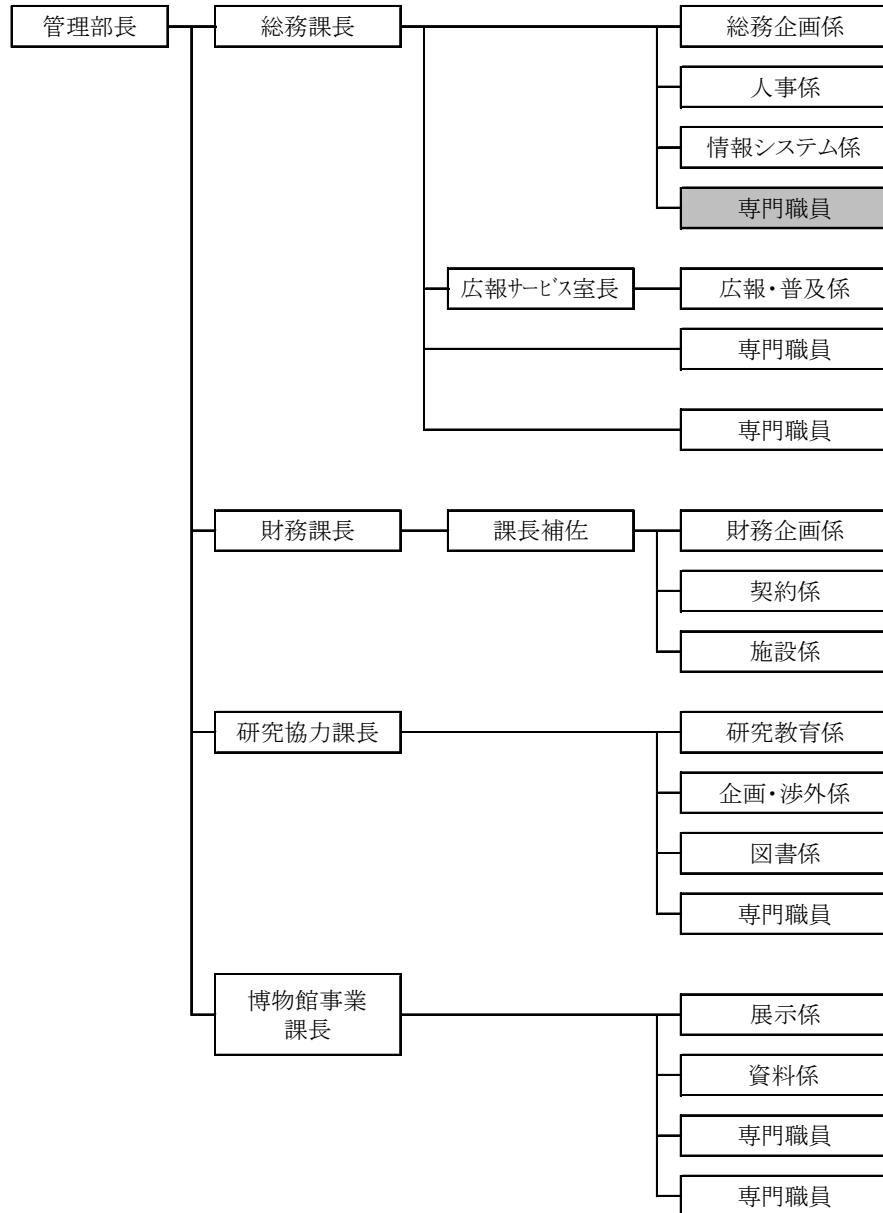 管理部長
総務課長
総務企画係
人事係
情報システム係
専門職員
広報サービス室長
広報・普及係
専門職員
専門職員
財務課長
課長補佐
財務企画係
契約係
施設係
研究協力課長
研究教育係
企画・渉外係
図書係
専門職員
博物館事業
課長
展示係
資料係
専門職員
専門職員